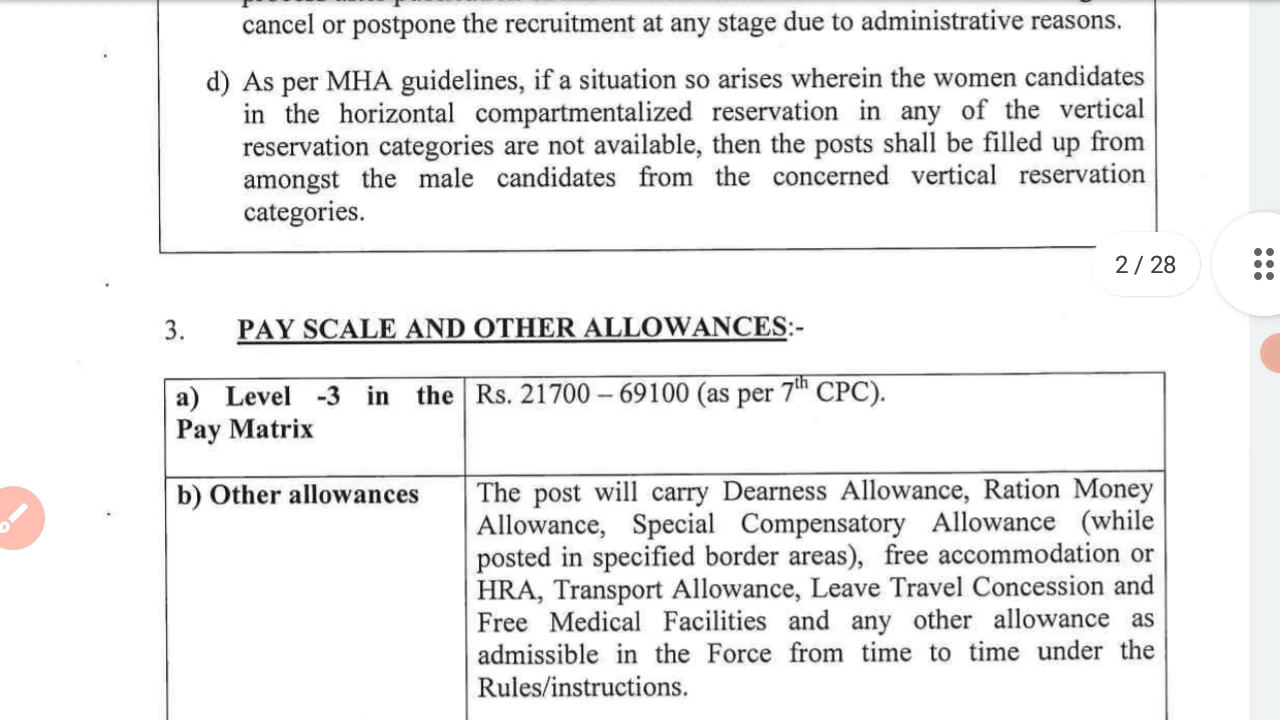 cancel or postpone the recruitment at any stage due to administrative reasons.
d) As per MHA guidelines, if a situation so arises wherein the women candidates
in the horizontal compartmentalized reservation in any of the vertical
reservation categories are not available, then the posts shall be filled up from
amongst the male candidates from the concerned vertical reservation
categories.
2 / 28
3. PAY SCALE AND OTHER ALLOWANCES:-
a) Level -3 in the
Pay Matrix
Rs. 21700 – 69100 (as per 7th CPC).
b) Other allowances
The post will carry Dearness Allowance, Ration Money
Allowance, Special Compensatory Allowance (while
posted in specified border areas), free accommodation or
HRA, Transport Allowance, Leave Travel Concession and
Free Medical Facilities and any other allowance as
admissible in the Force from time to time under the
Rules/instructions.